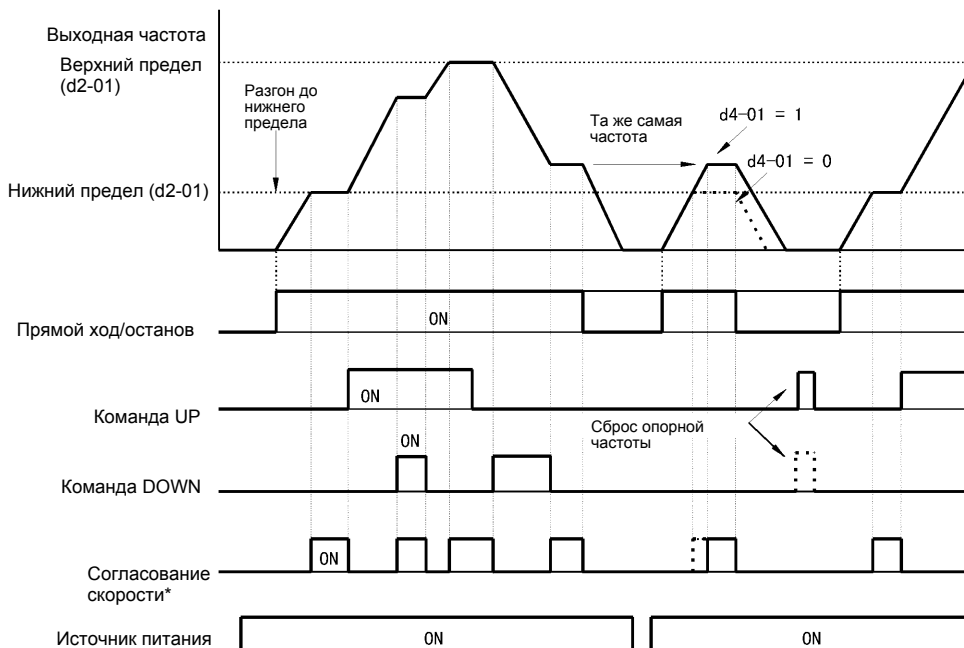 Выходная частота
Верхний предел
(d2-01)
Разгон до
нижнего
предела
Та же самая
частота
d4-01 = 1
d4-01 = 0
Нижний предел (d2-01)
Прямой ход/останов
ON
Команда UP
ON
Сброс опорной
частоты
Команда DOWN
ON
Согласование
скорости*
ON
Источник питания
ON
ON